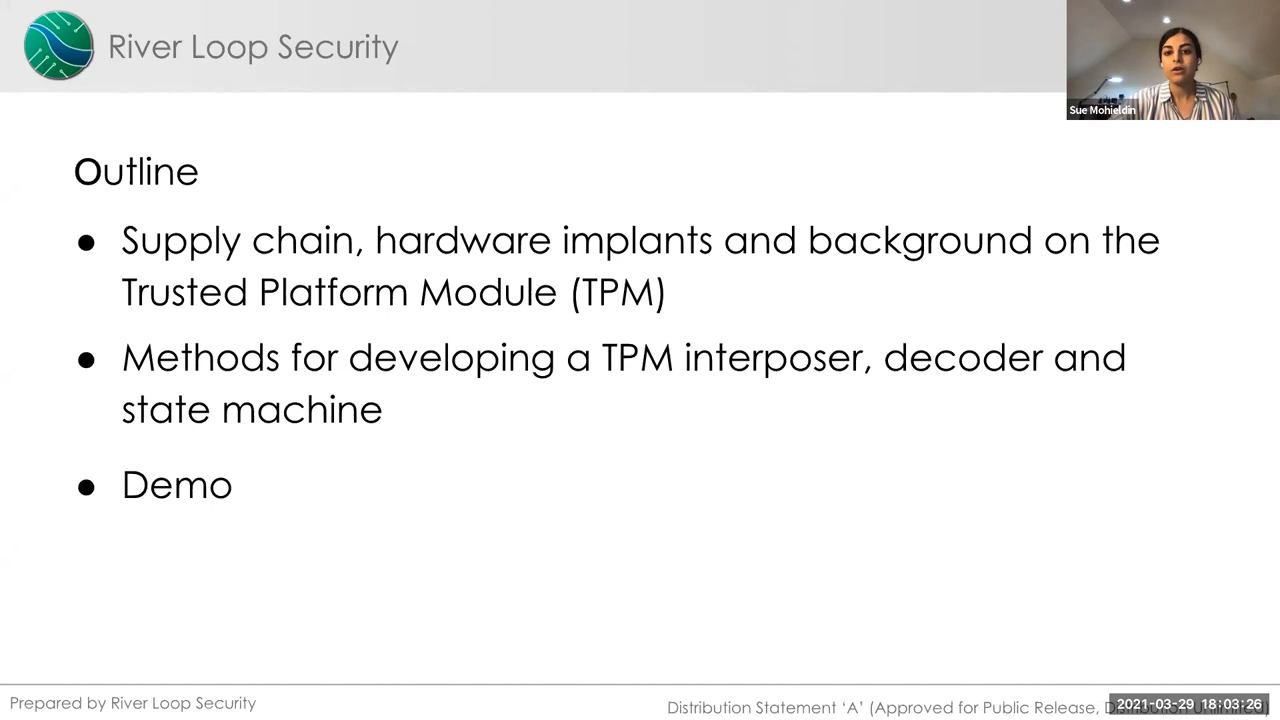 River Loop Security
Sue Mohieldin
Outline
● Supply chain, hardware implants and background on the
Trusted Platform Module (TPM)
● Methods for developing a TPM interposer, decoder and
state machine
● Demo
Prepared by River Loop Security
Distribution Statement ‘A’ (Approved for Public Release,
2021-03-29 18:03:26